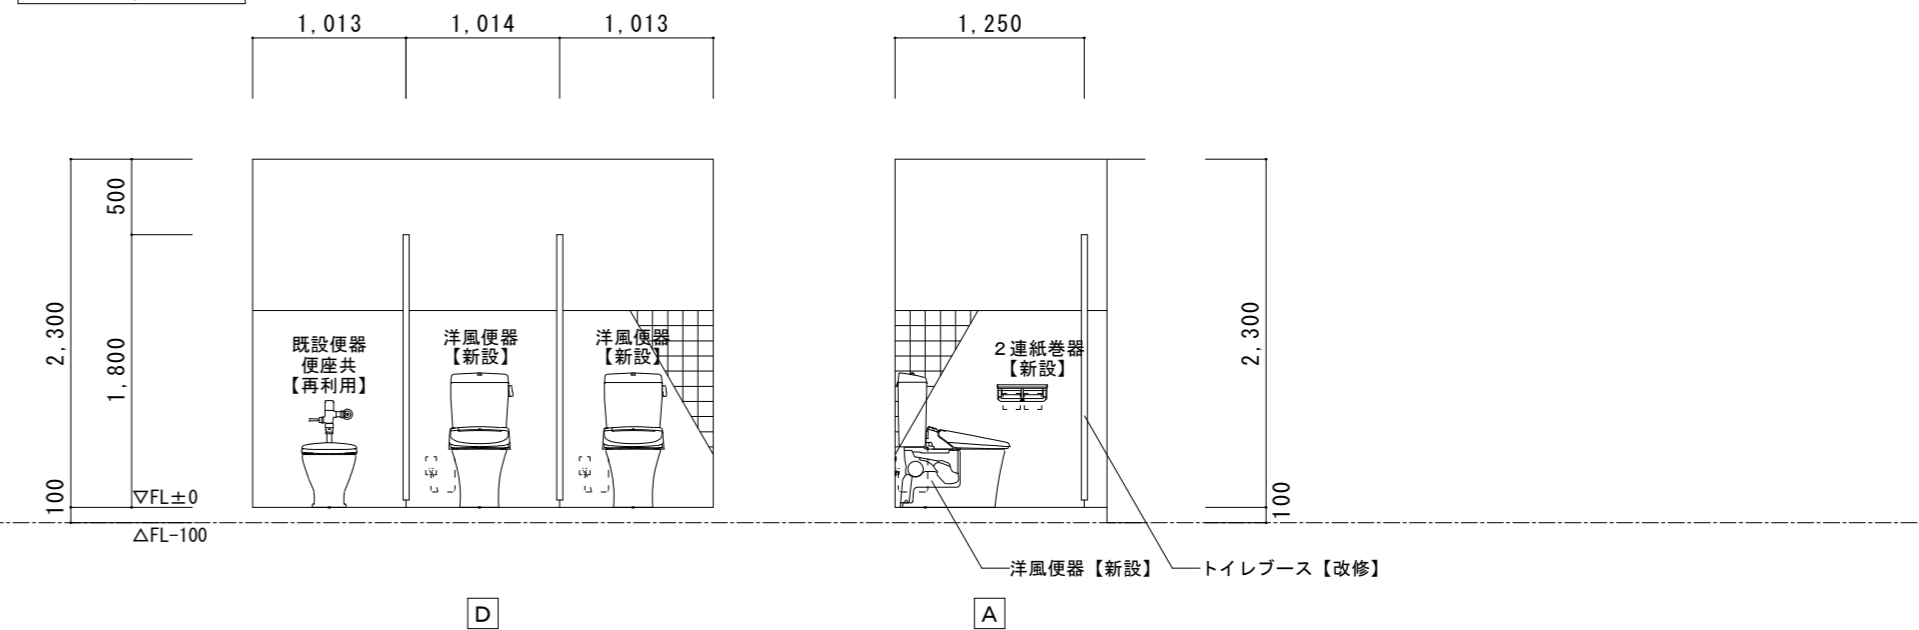 1,013
1,014
1,013
1,250
500
2,300
1,800
100
既設便器
便座共
【再利用】
洋風便器
【新設】
洋風便器
【新設】
▽FL±0
△FL-100
2連紙巻器
【新設】
2,300
100
洋風便器【新設】
トイレブース【改修】
D
A